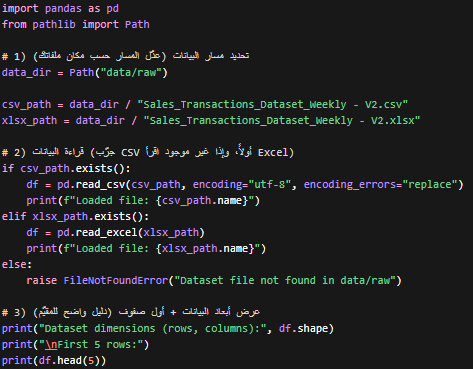 import pandas as pd
from pathlib import Path
# 1) تحديد مسار البيانات (عدّل المسار حسب مكان ملفاتك)
data_dir = Path("data/raw")
csv_path = data_dir / "Sales_Transactions_Dataset_Weekly - V2.csv"
xlsx_path = data_dir / "Sales_Transactions_Dataset_Weekly - V2.xlsx"
# 2) قراءة البيانات (جرّب CSV أولًا، وإذا غير موجود اقرأ Excel)
if csv_path.exists():
    df = pd.read_csv(csv_path, encoding="utf-8", encoding_errors="replace")
    print(f"Loaded file: {csv_path.name}")
elif xlsx_path.exists():
    df = pd.read_excel(xlsx_path)
    print(f"Loaded file: {xlsx_path.name}")
else:
    raise FileNotFoundError("Dataset file not found in data/raw")
# 3) عرض أبعاد البيانات + أول صفوف (دليل واضح للمقيّم)
print("Dataset dimensions (rows, columns):", df.shape)
print("\nFirst 5 rows:")
print(df.head(5))